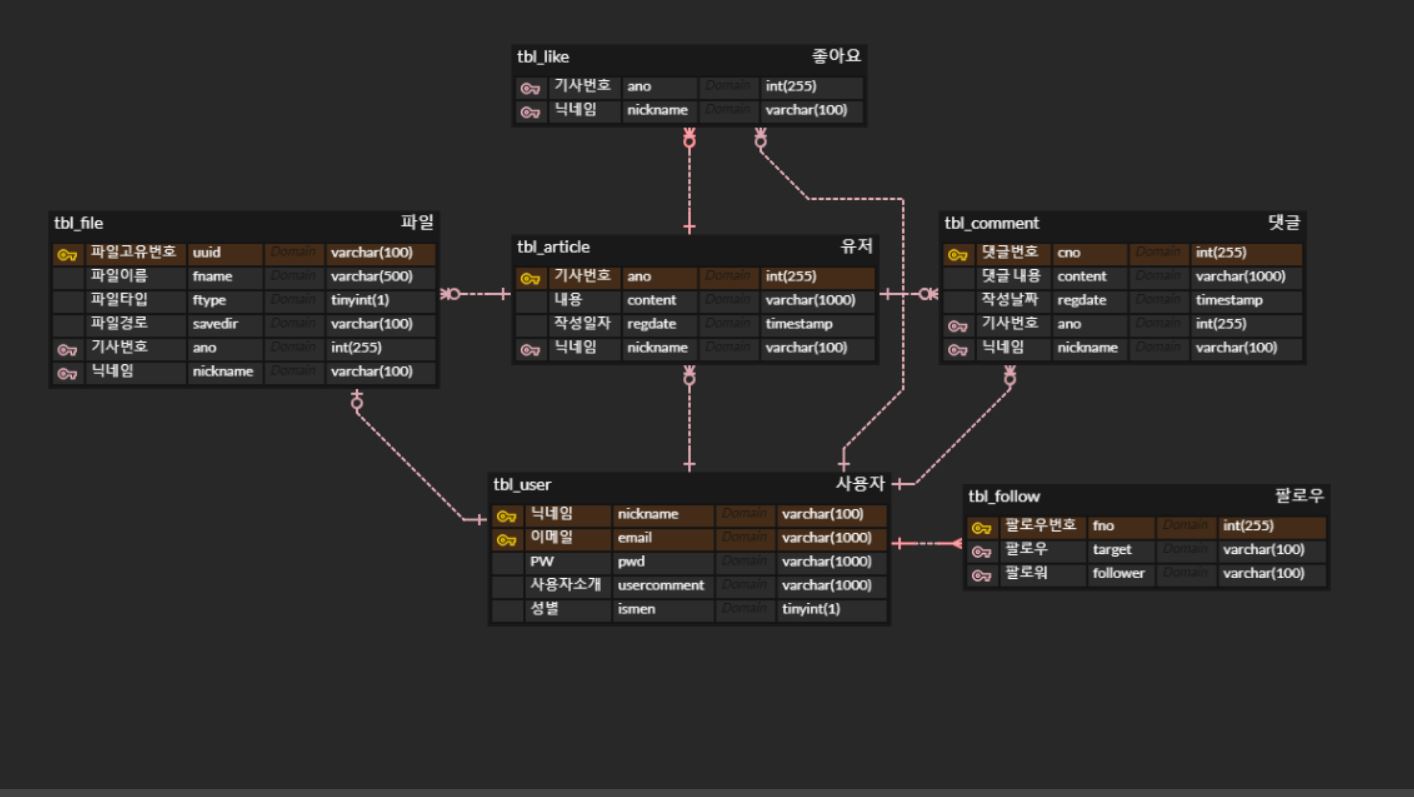 tbl_like 좋아요
기사번호 ano Domain int(255)
닉네임 nickname Domain varchar(100)
tbl_file 파일
파일고유번호 uuid Domain varchar(100)
파일이름 fname Domain varchar(500)
파일타입 ftype Domain tinyint(1)
파일경로 savedir Domain varchar(100)
기사번호 ano Domain int(255)
닉네임 nickname Domain varchar(100)
tbl_article 유저
기사번호 ano Domain int(255)
내용 content Domain varchar(1000)
작성일자 regdate Domain timestamp
닉네임 nickname Domain varchar(100)
tbl_comment 댓글
댓글번호 cno Domain int(255)
댓글 내용 content Domain varchar(1000)
작성날짜 regdate Domain timestamp
기사번호 ano Domain int(255)
닉네임 nickname Domain varchar(100)
tbl_user 사용자
닉네임 nickname Domain varchar(100)
이메일 email Domain varchar(1000)
PW pwd Domain varchar(1000)
사용자소개 usercomment Domain varchar(1000)
성별 ismen Domain tinyint(1)
tbl_follow 팔로우
팔로우번호 fno Domain int(255)
팔로우 target Domain varchar(100)
팔로워 follower Domain varchar(100)